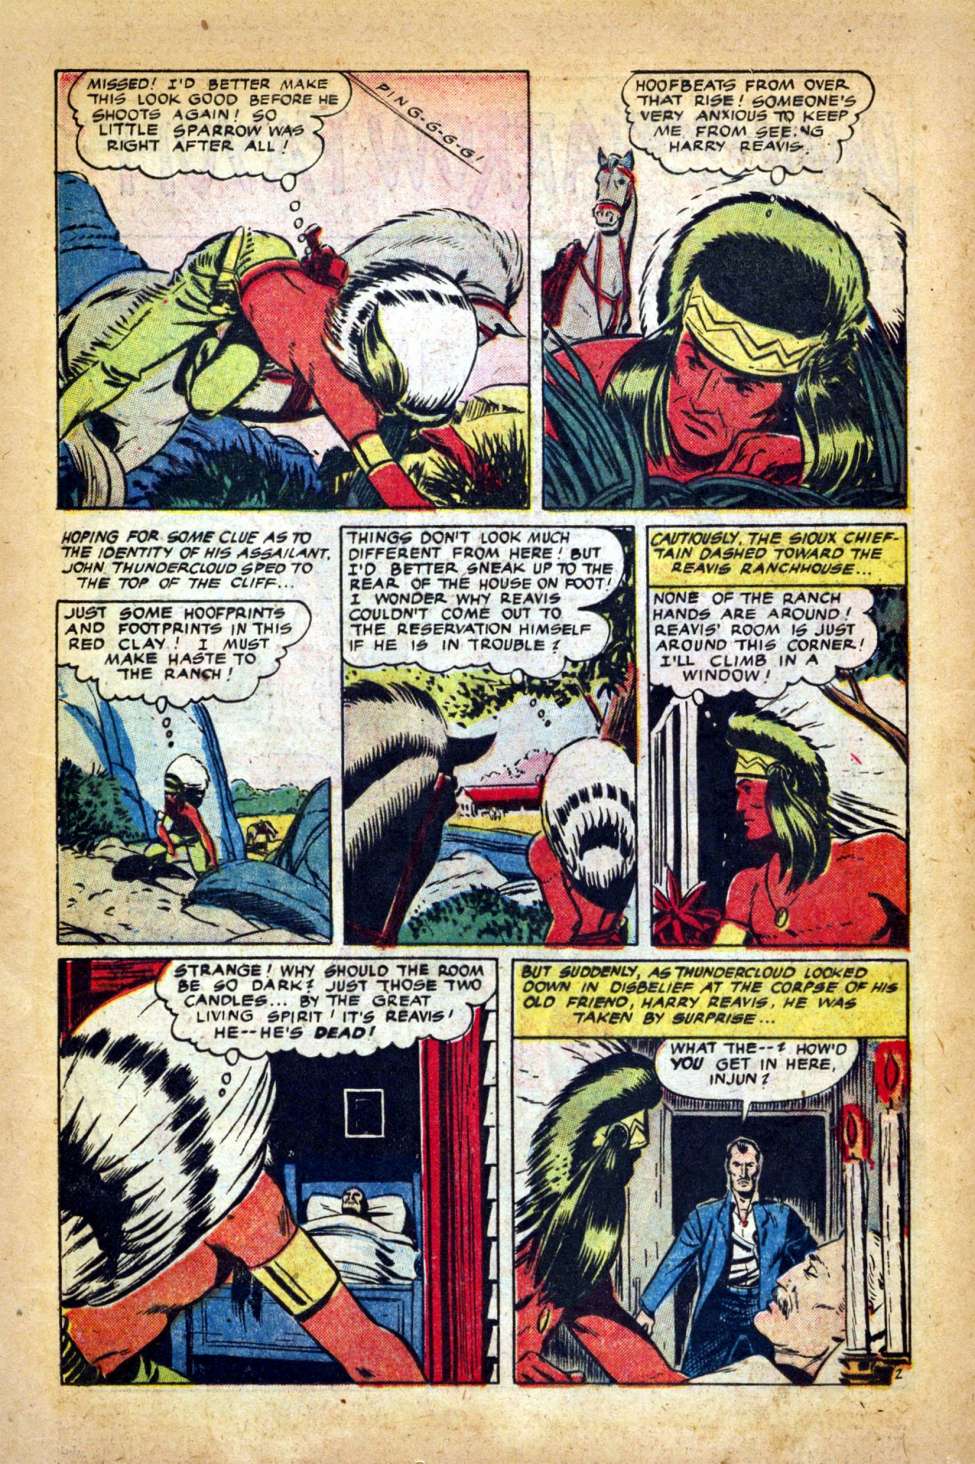 MISSED! I'D BETTER MAKE
THIS LOOK GOOD BEFORE HE
SHOOTS AGAIN! SO
LITTLE SPARROW WAS
RIGHT AFTER ALL!
PING-G-G-G!
HOOFBEATS FROM OVER
THAT RISE! SOMEONE'S
VERY ANXIOUS TO KEEP
ME FROM SEEING
HARRY REAVIS.
HOPING FOR SOME CLUE AS TO
THE IDENTITY OF HIS ASSAILANT,
JOHN THUNDERCLOUD SPED TO
THE TOP OF THE CLIFF...
JUST SOME HOOFPRINTS
AND FOOTPRINTS IN THIS
RED CLAY! I MUST
MAKE HASTE TO
THE RANCH!
THINGS DON'T LOOK MUCH
DIFFERENT FROM HERE! BUT
I'D BETTER SNEAK UP TO THE
REAR OF THE HOUSE ON FOOT!
I WONDER WHY REAVIS
COULDN'T COME OUT TO
THE RESERVATION HIMSELF
IF HE IS IN TROUBLE?
CAUTIOUSLY, THE SIOUX CHIEF-
TAIN DASHED TOWARD THE
REAVIS RANCHHOUSE...
NONE OF THE RANCH
HANDS ARE AROUND!
REAVIS' ROOM IS JUST
AROUND THIS CORNER!
I'LL CLIMB IN A
WINDOW!
STRANGE! WHY SHOULD THE ROOM
BE SO DARK? JUST THOSE TWO
CANDLES... BY THE GREAT
LIVING SPIRIT! IT'S REAVIS!
HE--HE'S DEAD!
BUT SUDDENLY, AS THUNDERCLOUD LOOKED
DOWN IN DISBELIEF AT THE CORPSE OF HIS
OLD FRIEND, HARRY REAVIS, HE WAS
TAKEN BY SURPRISE...
WHAT THE--? HOW'D
YOU GET IN HERE,
INJUN?
2